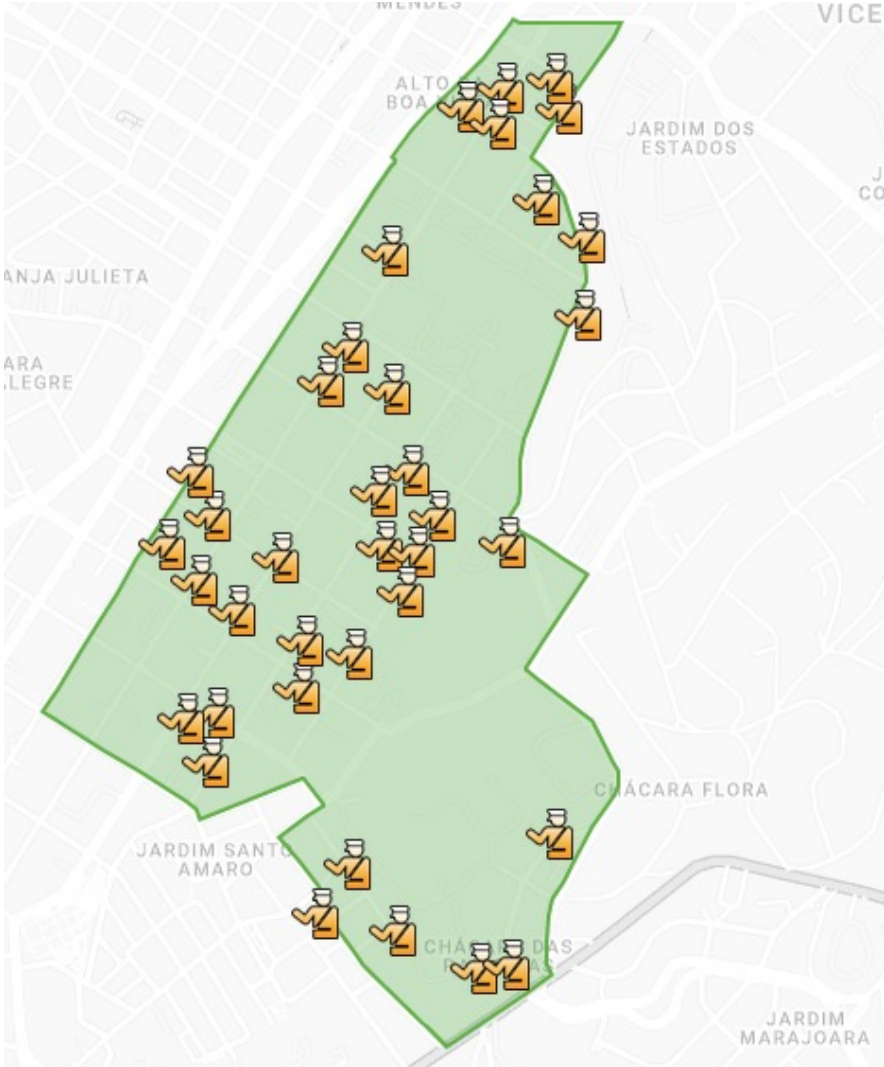 MENDES
VICE
ALTO
BOA
JARDIM DOS
ESTADOS
ANJA JULIETA
ARA
LEGRE
CHÁCARA FLORA
JARDIM SANTO
AMARO
DAS
JARDIM
MARAJOARA